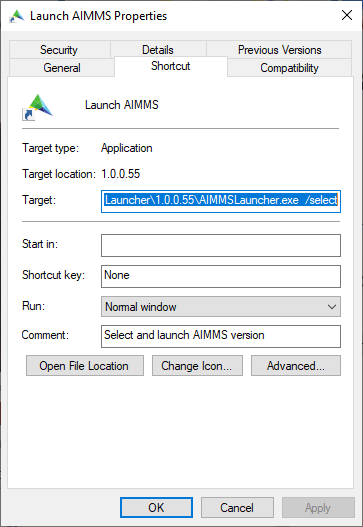 Launch AIMMS Properties
Security Details Previous Versions
General Shortcut Compatibility
Launch AIMMS
Target type: Application
Target location: 1.0.0.55
Target: Launcher\1.0.0.55\AIMMSLauncher.exe /select
Start in:
Shortcut key: None
Run: Normal window
Comment: Select and launch AIMMS version
Open File Location Change Icon... Advanced...
OK Cancel Apply